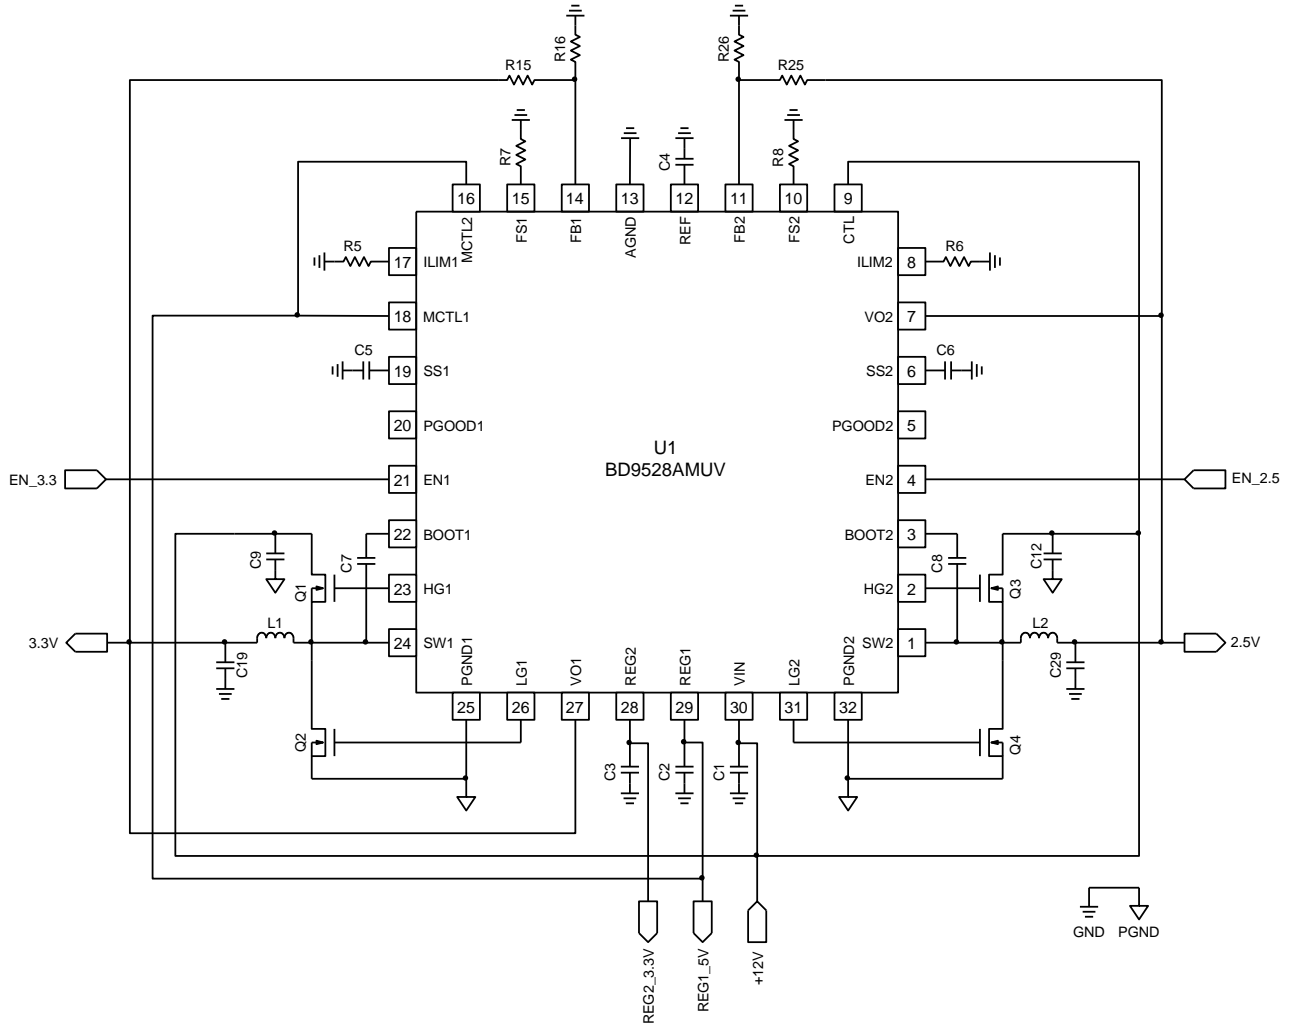 R16
R26
R15
R25
R7
C4
R8
16
15
14
13
12
11
10
9
MCTL2
FS1
FB1
AGND
REF
FB2
FS2
CTL
R5
17
ILIM1
ILIM2
8
R6
18
MCTL1
VO2
7
C5
19
SS1
SS2
6
C6
20
PGOOD1
PGOOD2
5
U1
BD9528AMUV
EN_3.3
21
EN1
EN2
4
EN_2.5
22
BOOT1
BOOT2
3
C9
C7
C8
C12
Q1
23
HG1
HG2
2
Q3
3.3V
L1
24
SW1
SW2
1
L2
2.5V
C19
C29
PGND1
LG1
VO1
REG2
REG1
VIN
LG2
PGND2
25
26
27
28
29
30
31
32
Q2
Q4
C3
C2
C1
REG2_3.3V
REG1_5V
+12V
GND
PGND